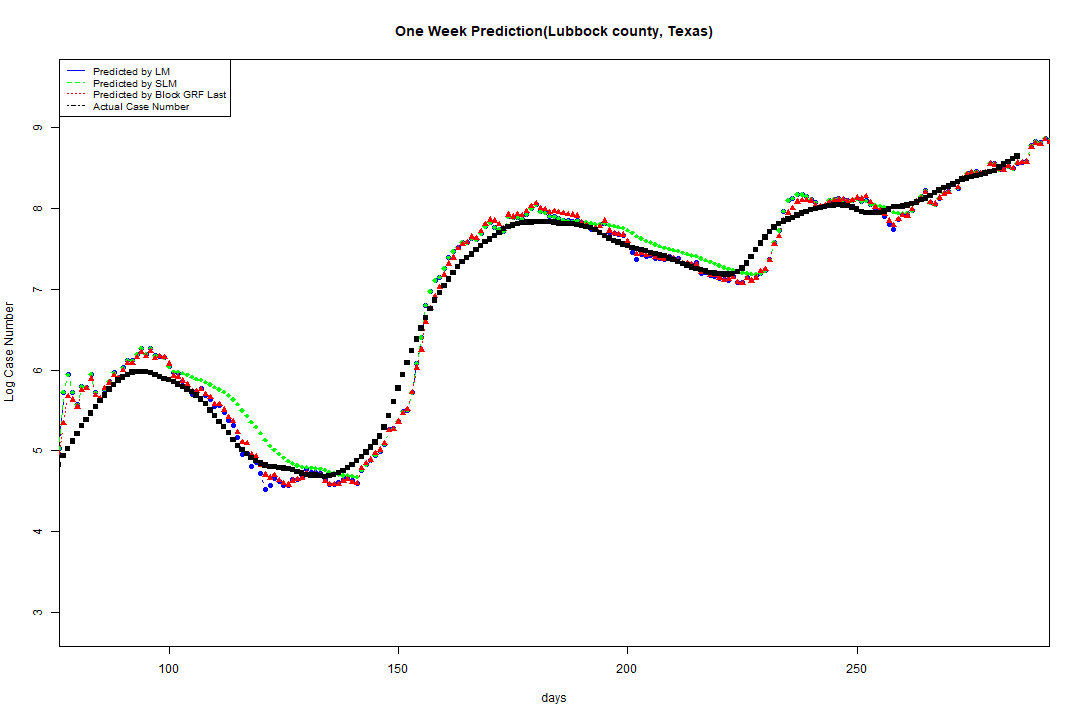 One Week Prediction(Lubbock county, Texas)
Predicted by LM
Predicted by SLM
Predicted by Block GRF Last
Actual Case Number
Log Case Number
9
8
7
6
5
4
3
100 150 200 250
days